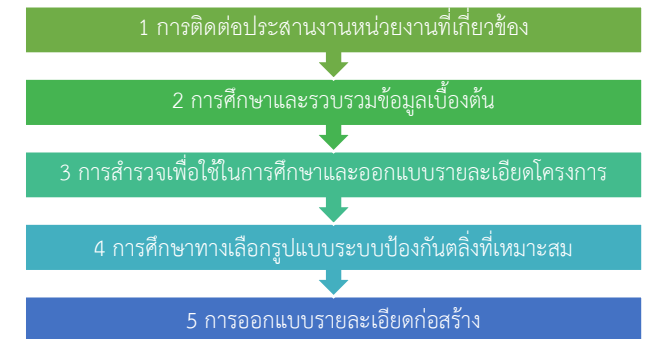 1 การติดต่อประสานงานหน่วยงานที่เกี่ยวข้อง
2 การศึกษาและรวบรวมข้อมูลเบื้องต้น
3 การสำรวจเพื่อใช้ในการศึกษาและออกแบบรายละเอียดโครงการ
4 การศึกษาทางเลือกรูปแบบระบบป้องกันตลิ่งที่เหมาะสม
5 การออกแบบรายละเอียดก่อสร้าง